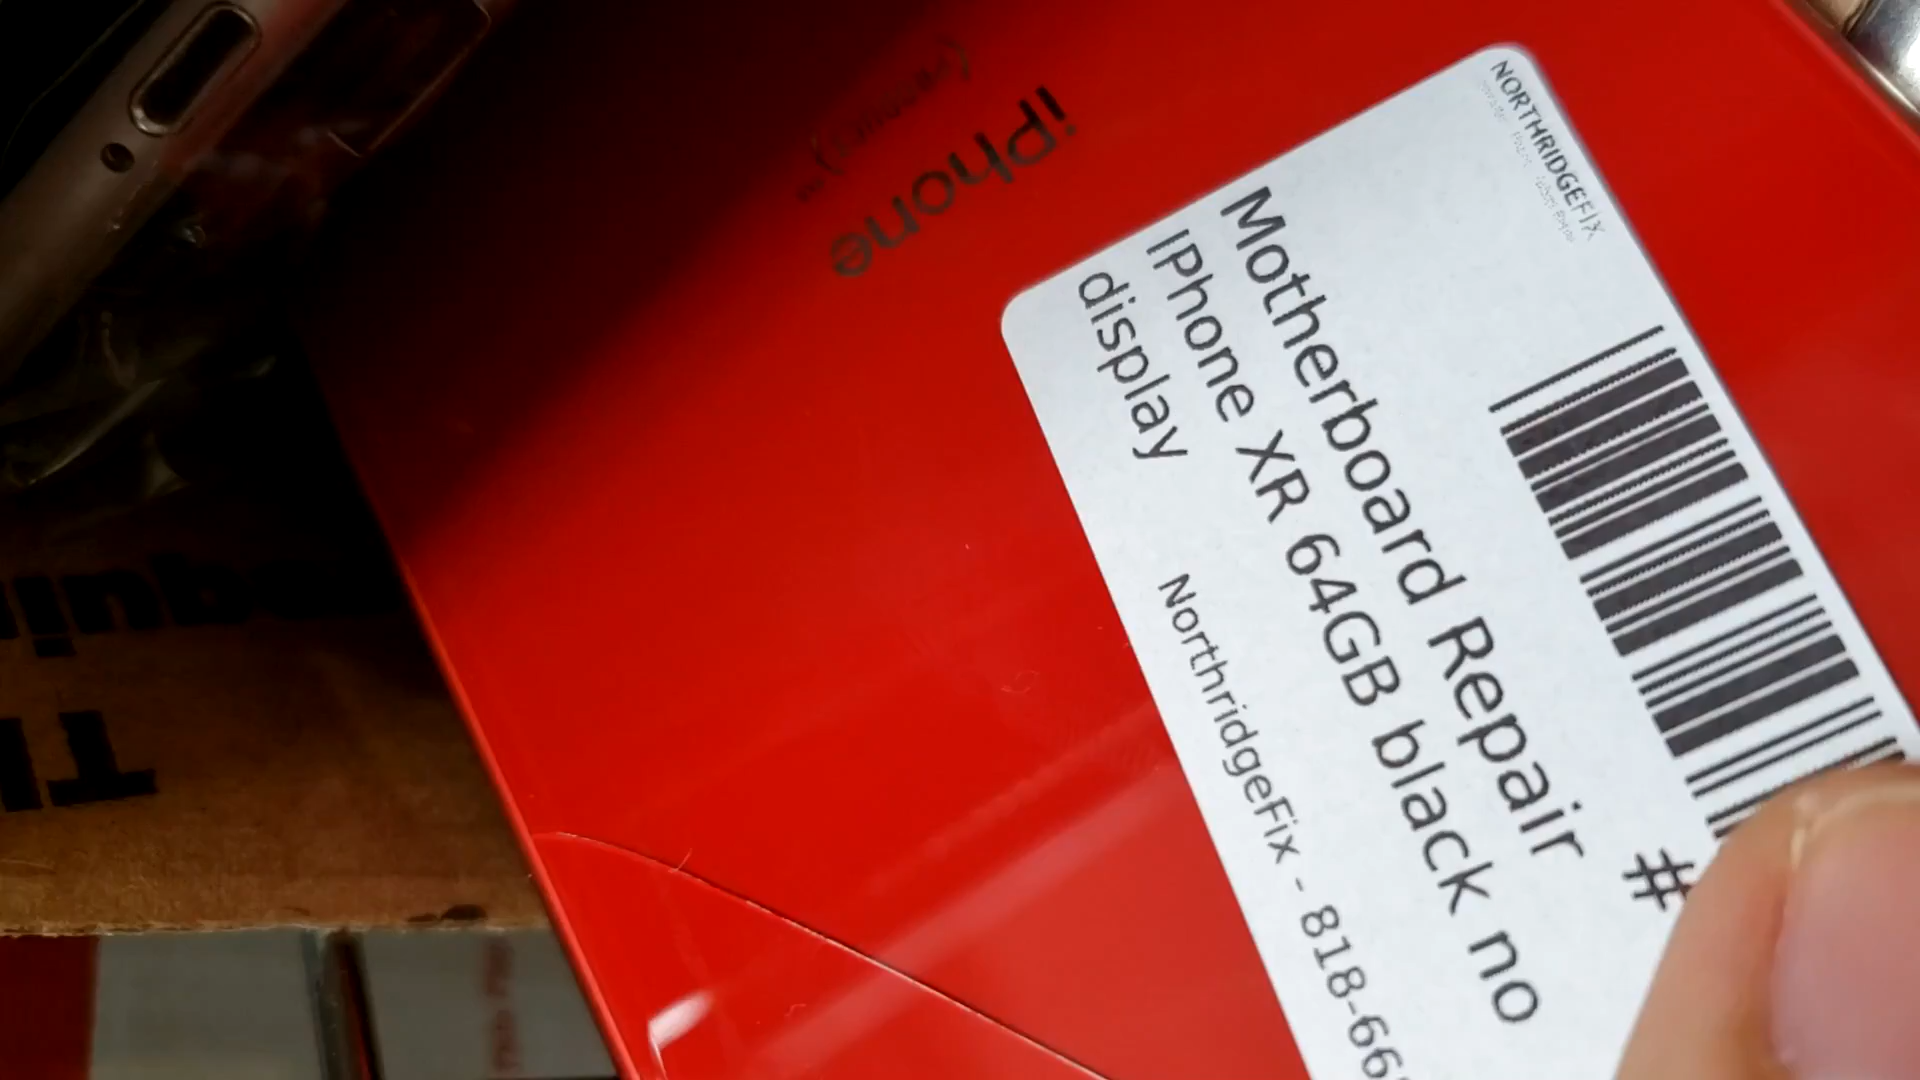 NORTHRIDGEFIX
#
Motherboard Repair
IPhone XR 64GB black no
display
NorthridgeFix - 818-66
iPhone